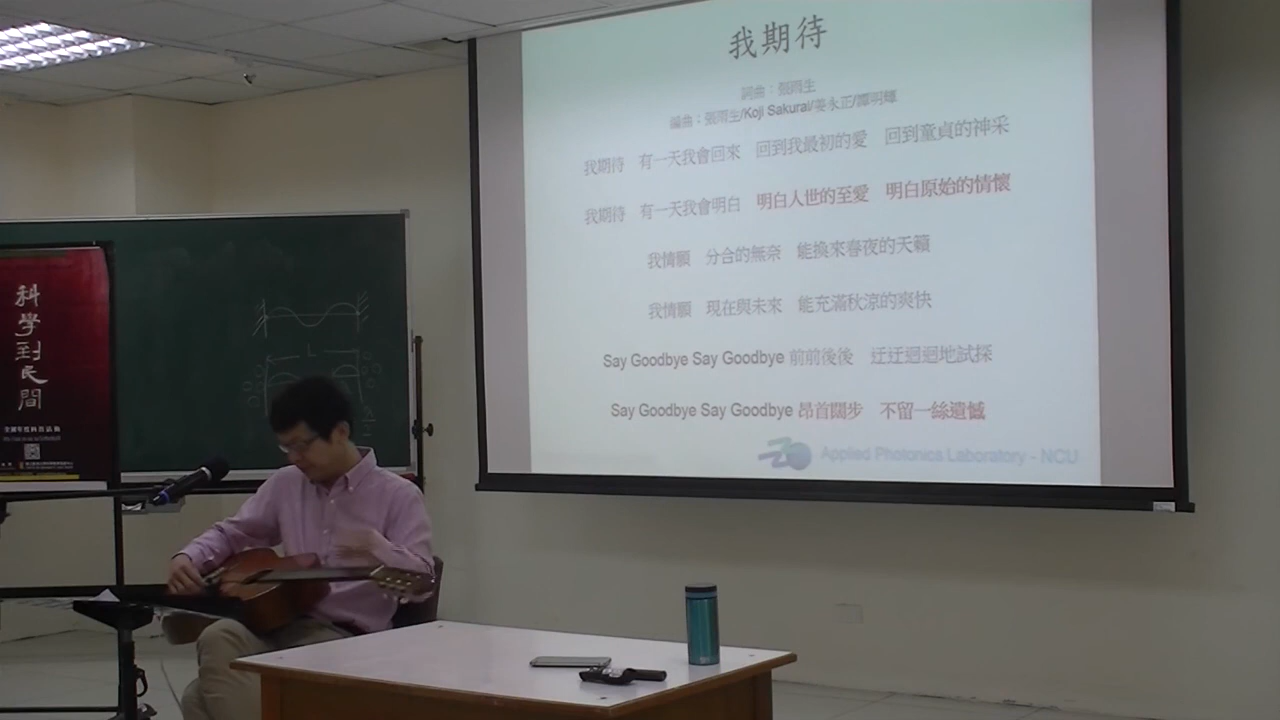 我期待
詞曲：張雨生
編曲：張雨生/Koji Sakurai/姜永正/譚明輝
我期待　有一天我會回來　回到我最初的愛　回到童貞的神采
我期待　有一天我會明白　明白人世的至愛　明白原始的情懷
我情願　分合的無奈　能換來春夜的天籟
我情願　現在與未來　能充滿秋涼的爽快
Say Goodbye Say Goodbye 前前後後　迂迂迴迴地試探
Say Goodbye Say Goodbye 昂首闊步　不留一絲遺憾
Applied Photonics Laboratory - NCU
科學到民間
L